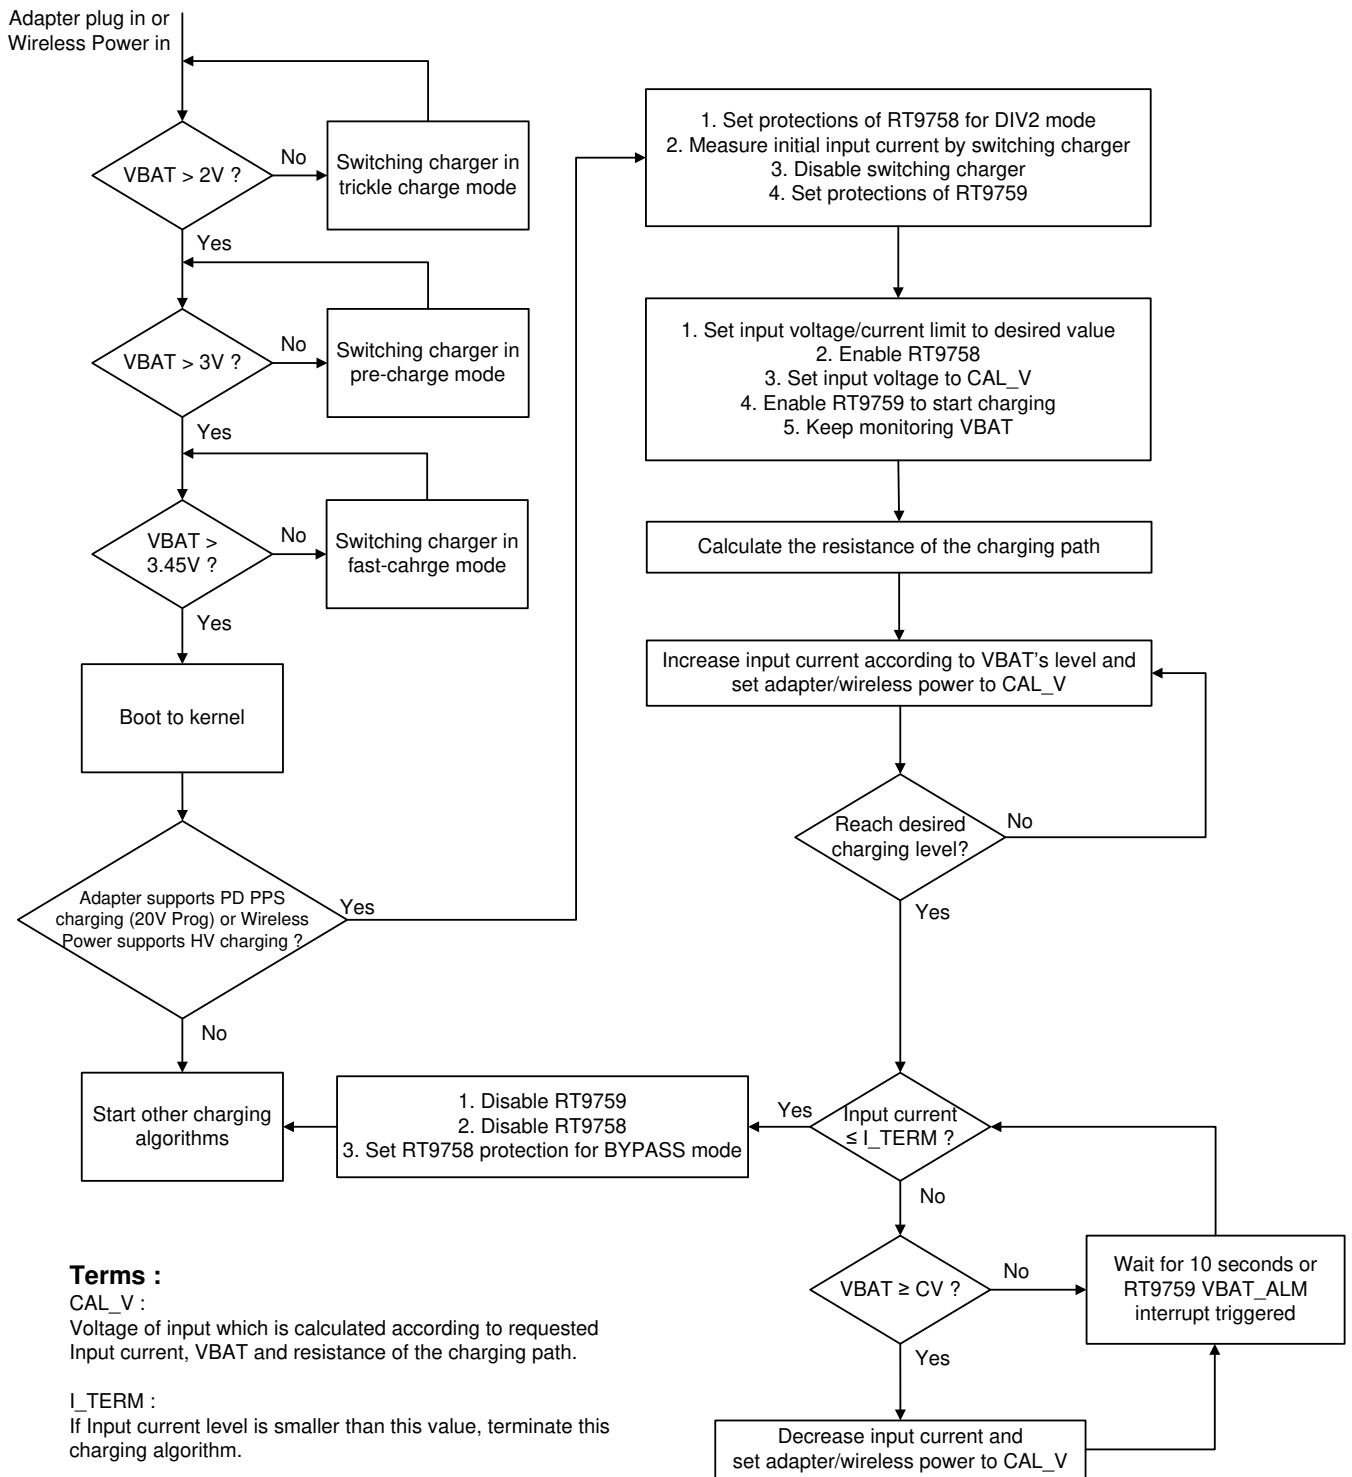 Adapter plug in or
Wireless Power in
VBAT > 2V ?
No
Switching charger in
trickle charge mode
Yes
VBAT > 3V ?
No
Switching charger in
pre-charge mode
Yes
VBAT >
3.45V ?
No
Switching charger in
fast-cahrge mode
Yes
Boot to kernel
Adapter supports PD PPS
charging (20V Prog) or Wireless
Power supports HV charging ?
Yes
No
Start other charging
algorithms
1. Set protections of RT9758 for DIV2 mode
2. Measure initial input current by switching charger
3. Disable switching charger
4. Set protections of RT9759
1. Set input voltage/current limit to desired value
2. Enable RT9758
3. Set input voltage to CAL_V
4. Enable RT9759 to start charging
5. Keep monitoring VBAT
Calculate the resistance of the charging path
Increase input current according to VBAT's level and
set adapter/wireless power to CAL_V
Reach desired
charging level?
No
Yes
Input current
≤ I_TERM ?
Yes
1. Disable RT9759
2. Disable RT9758
3. Set RT9758 protection for BYPASS mode
No
VBAT ≥ CV ?
No
Wait for 10 seconds or
RT9759 VBAT_ALM
interrupt triggered
Yes
Decrease input current and
set adapter/wireless power to CAL_V
Terms :
CAL_V :
Voltage of input which is calculated according to requested
Input current, VBAT and resistance of the charging path.
I_TERM :
If Input current level is smaller than this value, terminate this
charging algorithm.